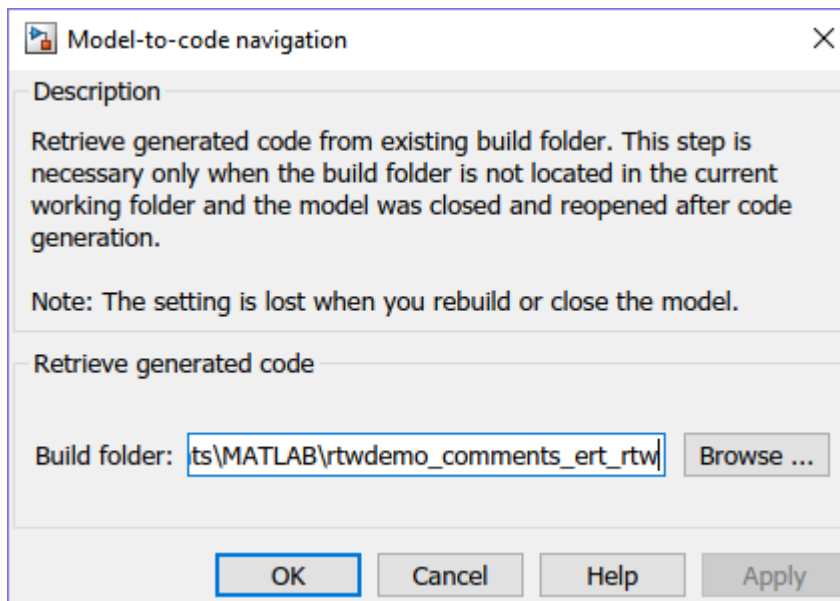 Model-to-code navigation
Description
Retrieve generated code from existing build folder. This step is
necessary only when the build folder is not located in the current
working folder and the model was closed and reopened after code
generation.
Note: The setting is lost when you rebuild or close the model.
Retrieve generated code
Build folder: ts\MATLAB\rtwdemo_comments_ert_rtw Browse ...
OK Cancel Help Apply